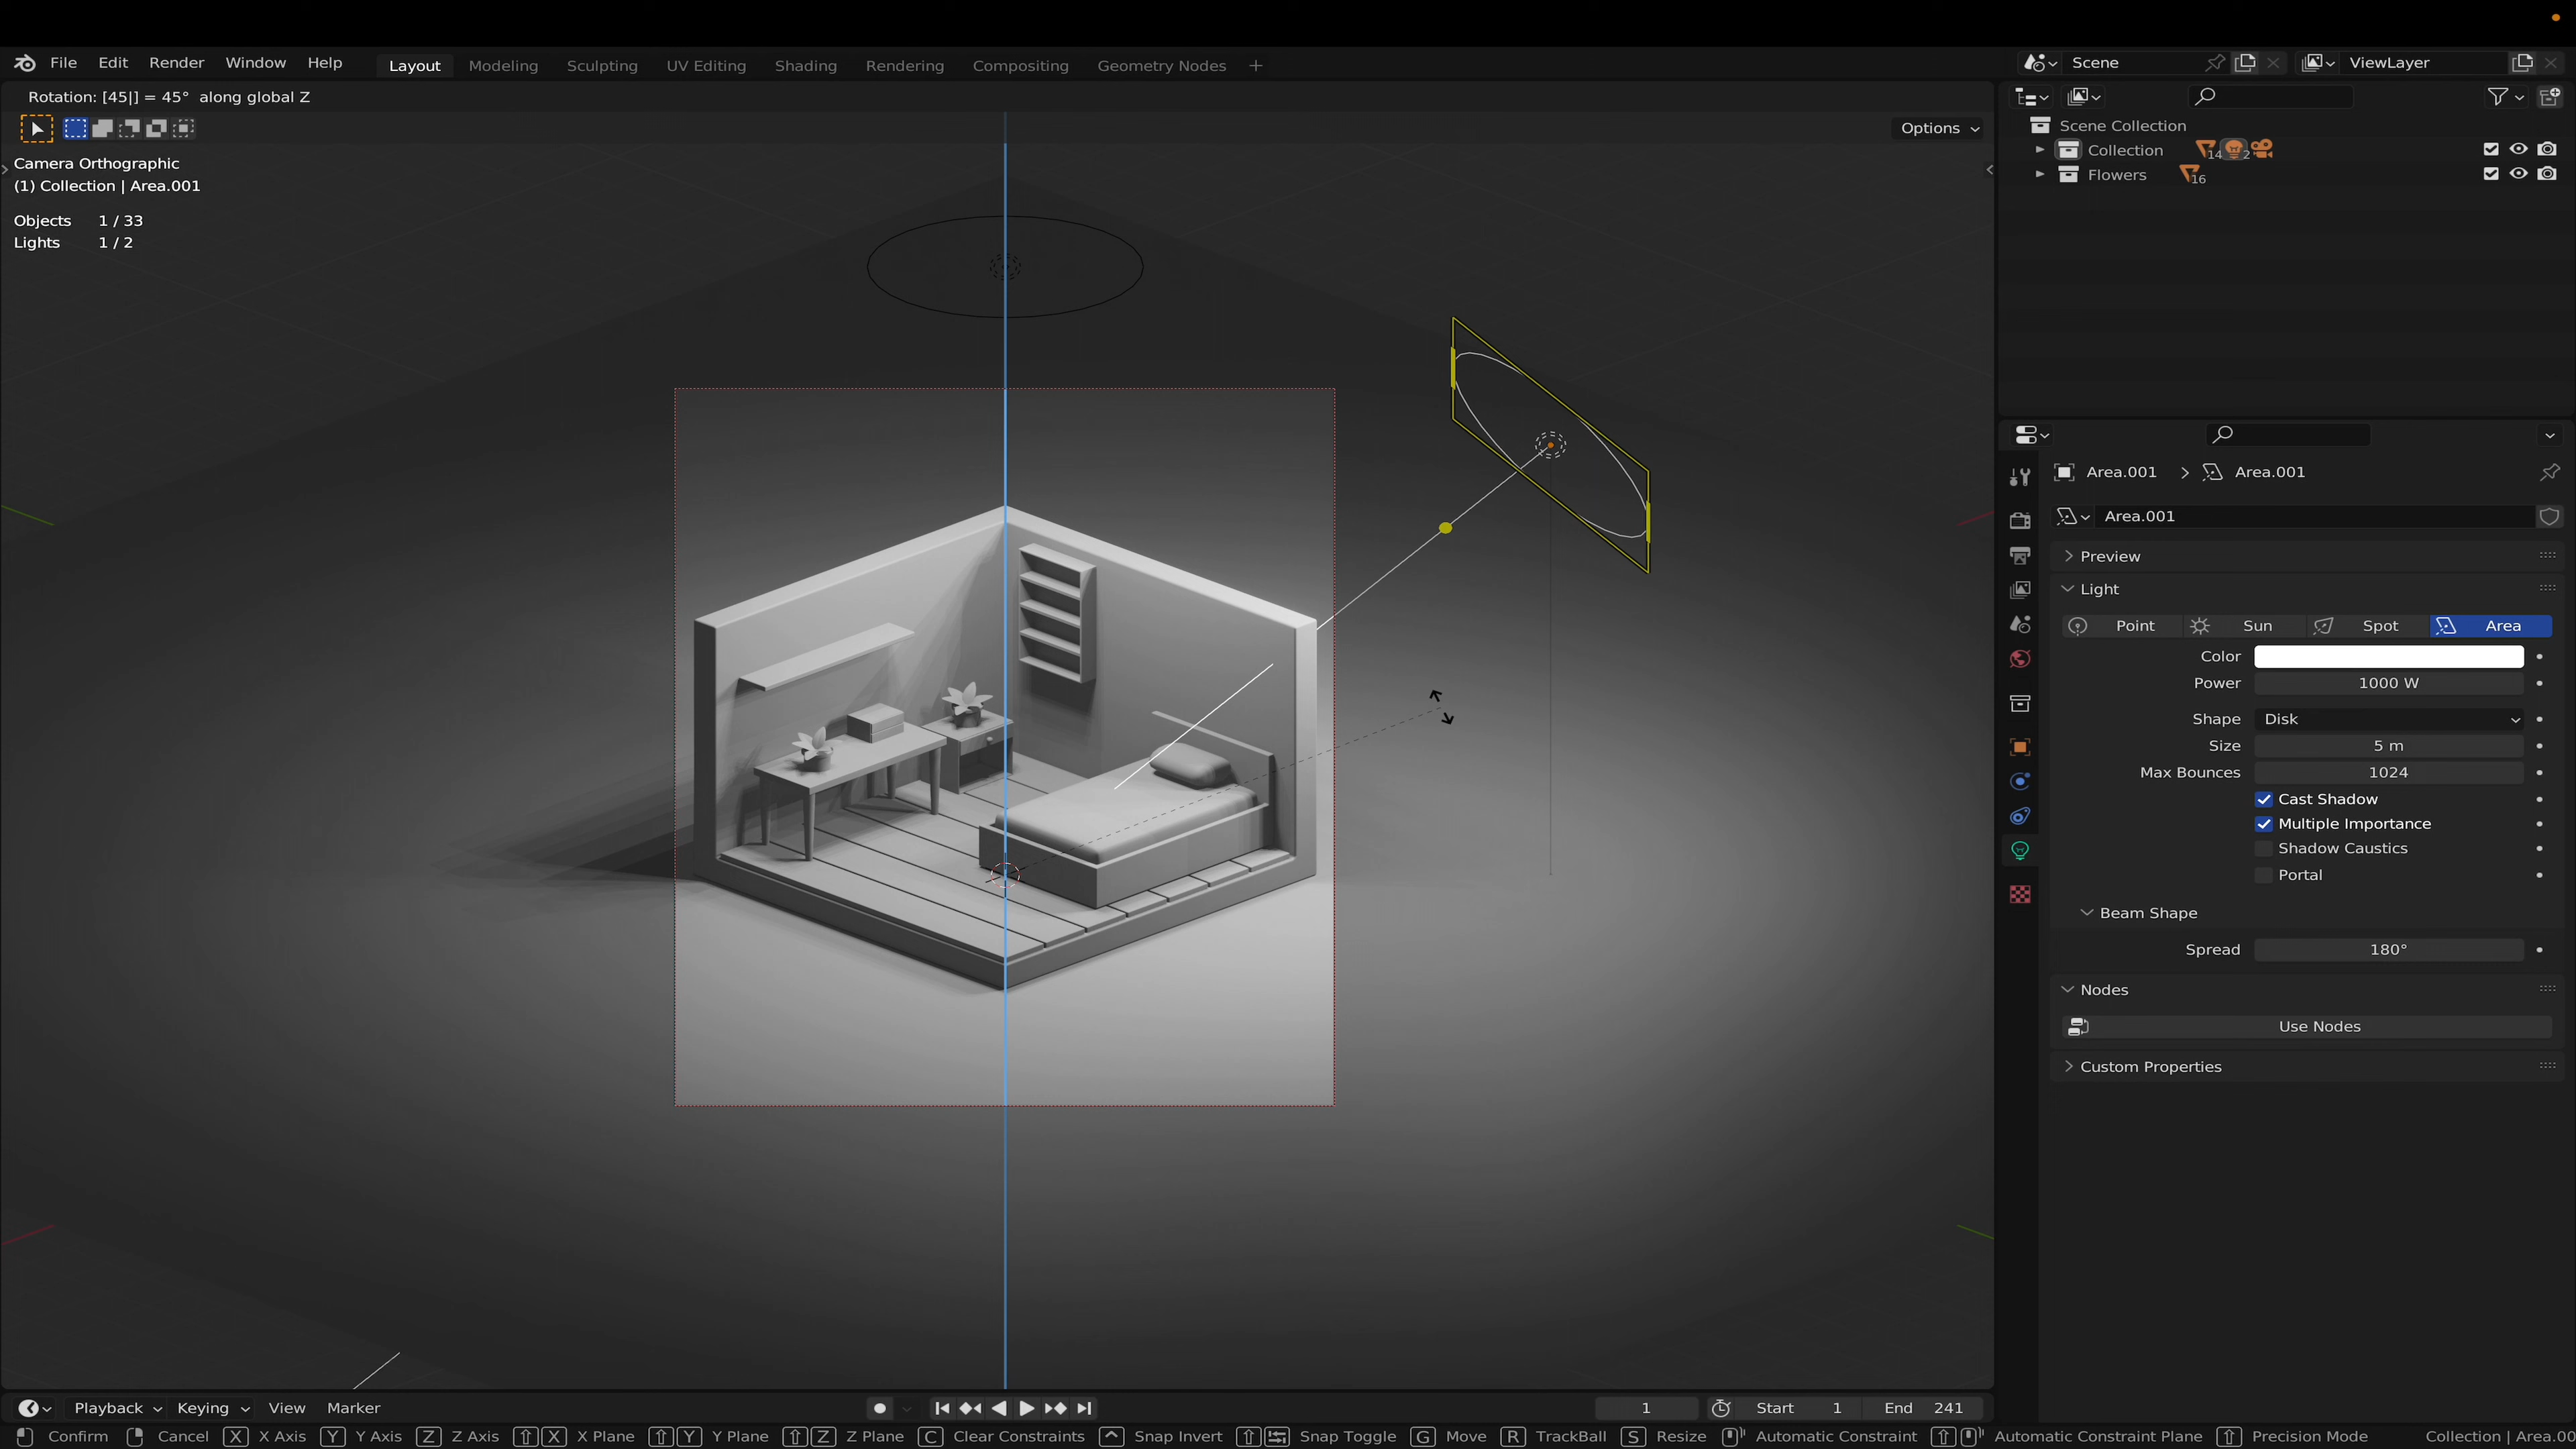 File Edit Render Window Help Layout Modeling Sculpting UV Editing Shading Rendering Compositing Geometry Nodes + Scene ViewLayer
Rotation: [45|] = 45° along global Z
Options
Camera Orthographic
(1) Collection | Area.001
Objects 1 / 33
Lights 1 / 2
Scene Collection
Collection 14 2
Flowers 16
Area.001 > Area.001
Area.001
Preview
Light
Point Sun Spot Area
Color
Power 1000 W
Shape Disk
Size 5 m
Max Bounces 1024
Cast Shadow
Multiple Importance
Shadow Caustics
Portal
Beam Shape
Spread 180°
Nodes
Use Nodes
Custom Properties
Playback Keying View Marker 1 Start 1 End 241
Confirm Cancel X X Axis Y Y Axis Z Z Axis X X Plane Y Y Plane Z Z Plane C Clear Constraints Snap Invert Snap Toggle G Move R TrackBall S Resize Automatic Constraint Automatic Constraint Plane Precision Mode Collection | Area.00